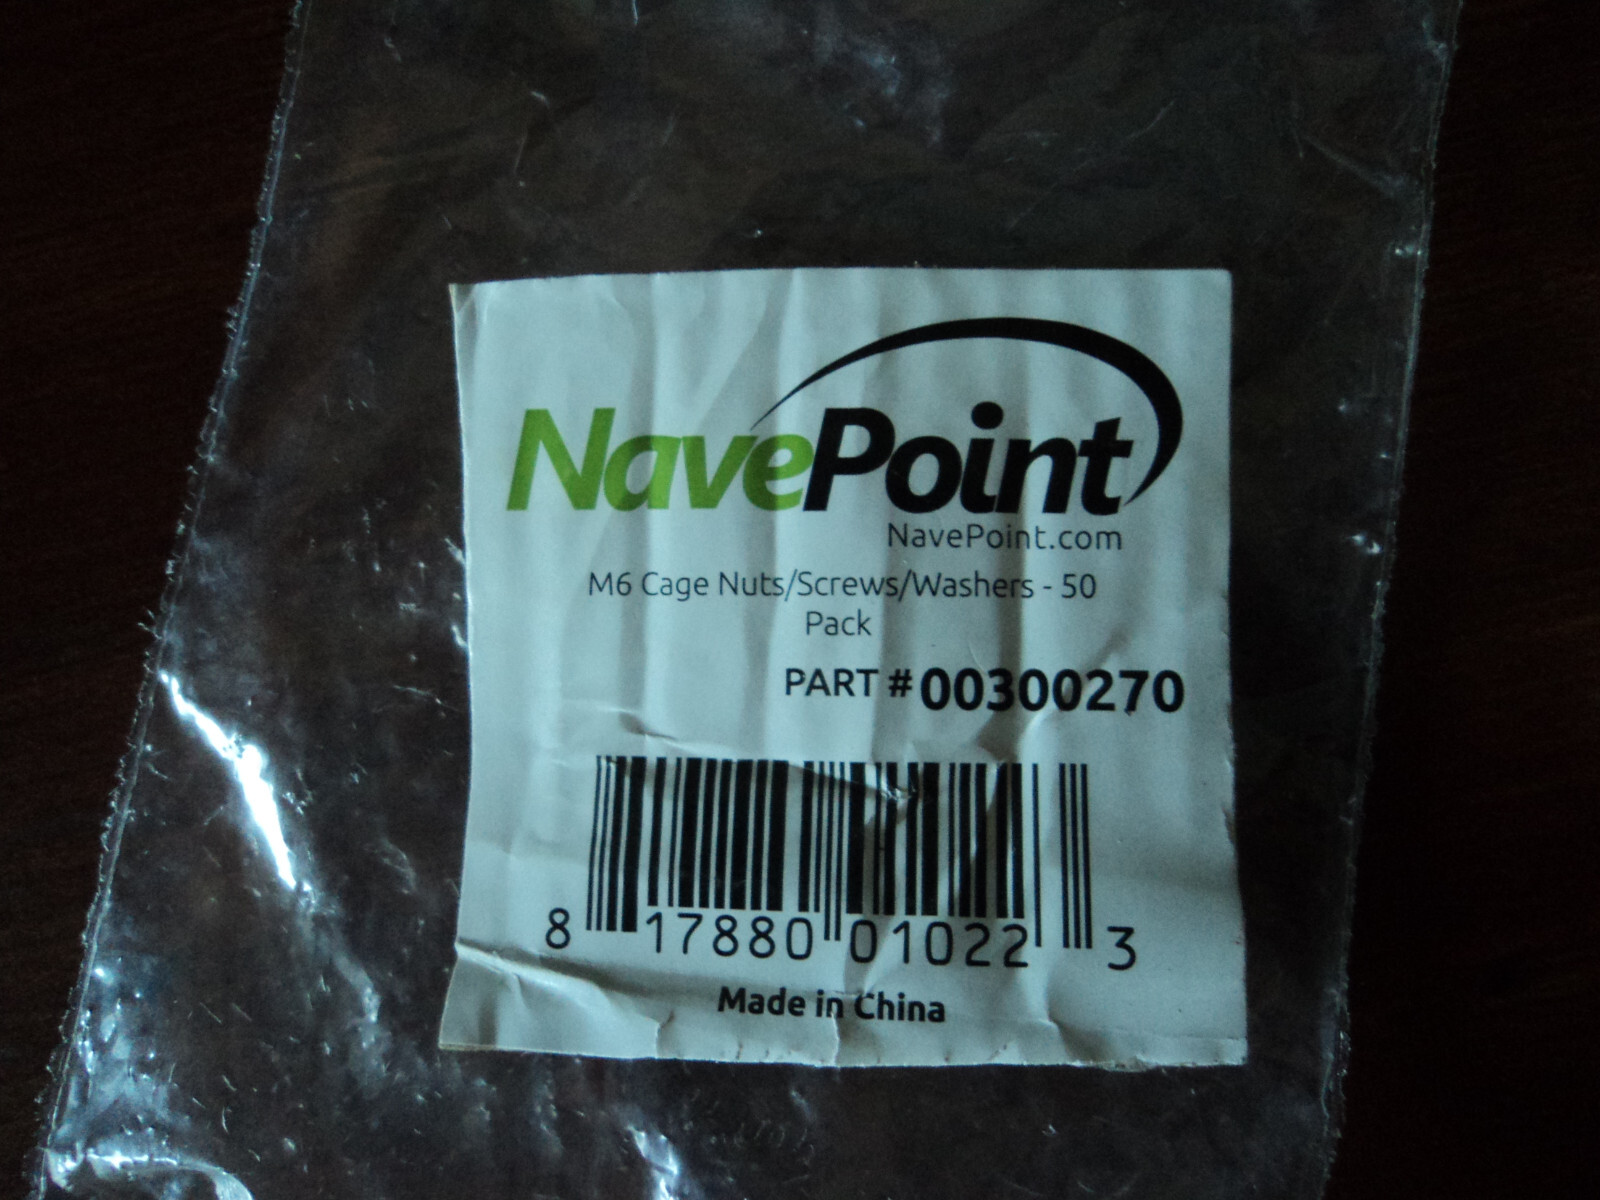 NavePoint
NavePoint.com
M6 Cage Nuts/Screws/Washers - 50
Pack
PART #00300270
8 17880 01022 3
Made in China